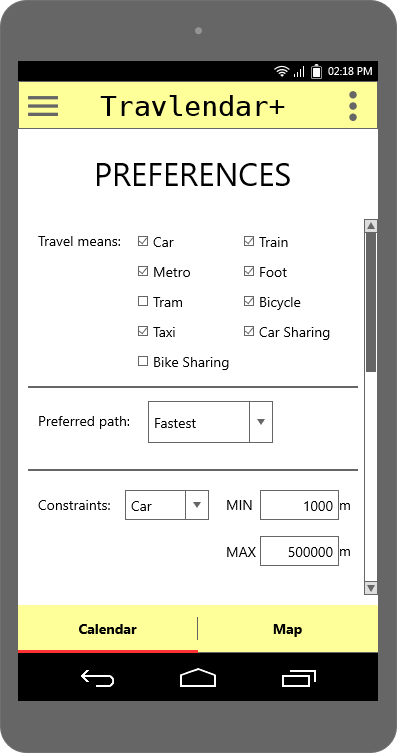 02:18 PM
Travlendar+
PREFERENCES
Travel means: Car Train
Metro Foot
Tram Bicycle
Taxi Car Sharing
Bike Sharing
Preferred path: Fastest
Constraints: Car MIN 1000 m
MAX 500000 m
Calendar Map